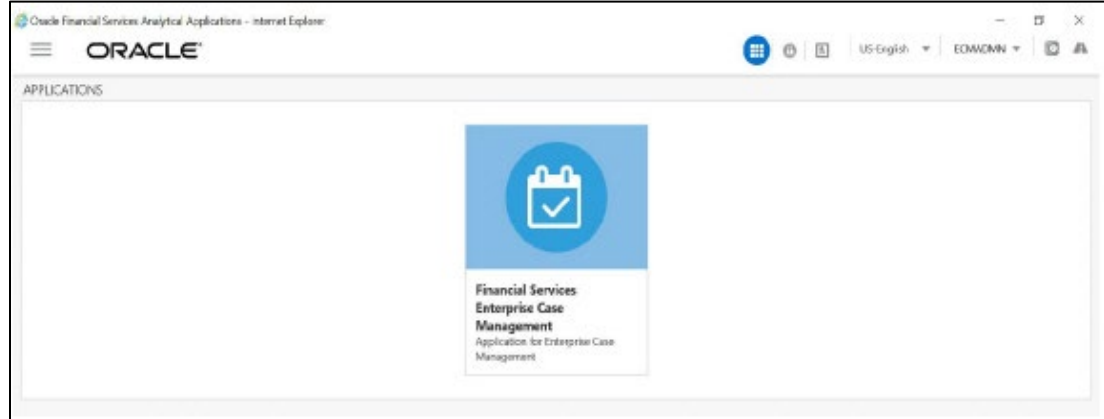 Oracle Financial Services Analytical Applications - Internet Explorer
ORACLE
US-English
ECMADMN
APPLICATIONS
Financial Services
Enterprise Case
Management
Application for Enterprise Case
Management